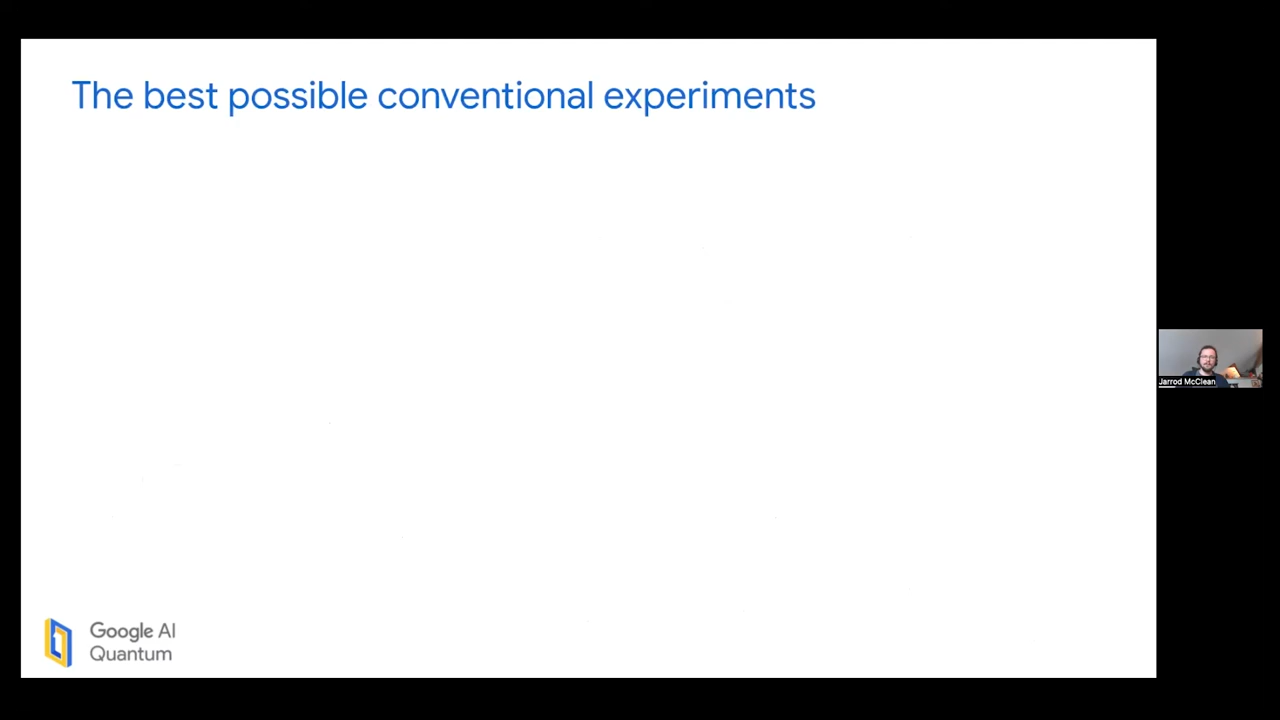 The best possible conventional experiments
Jarrod McClean
Google AI
Quantum